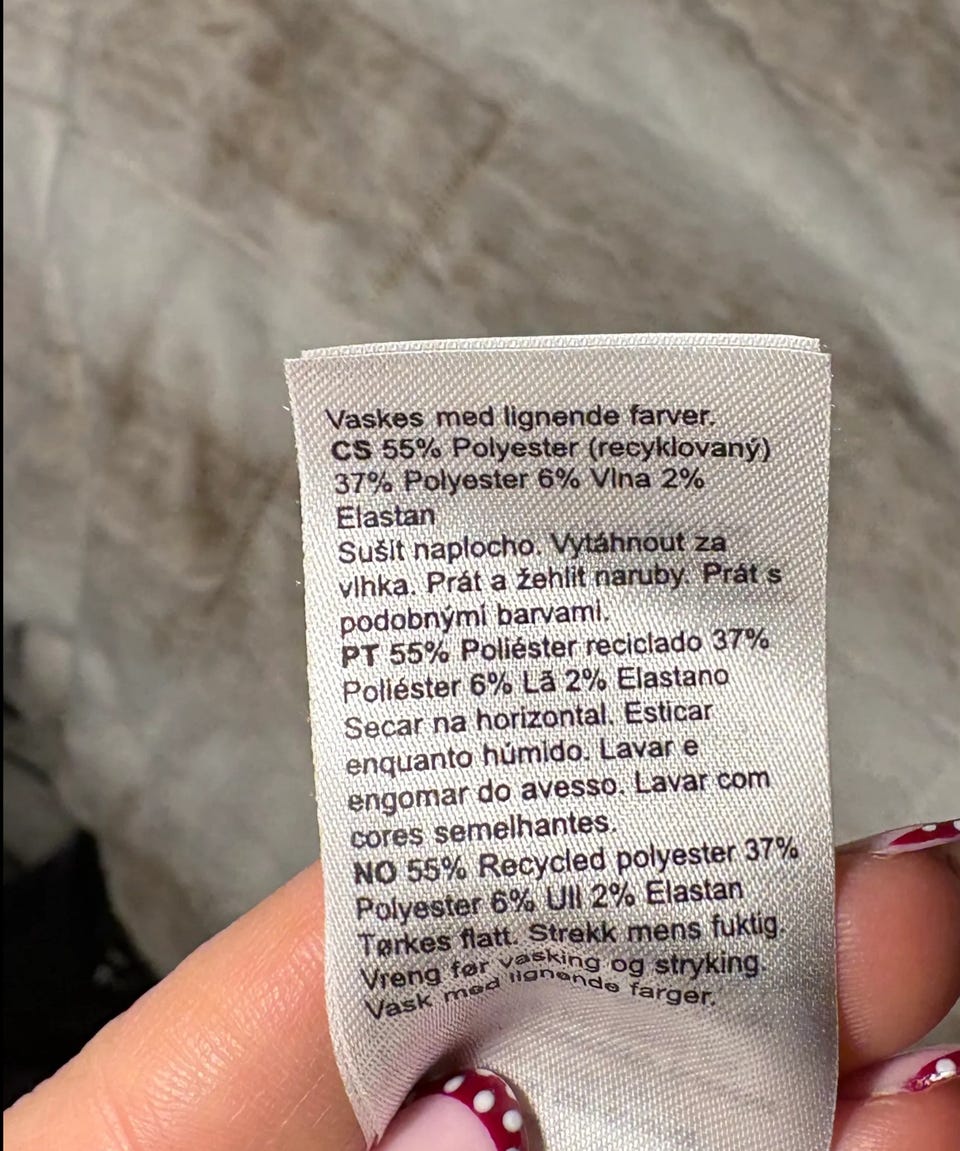 Vaskes med lignende farver.
CS 55% Polyester (recyklovaný)
37% Polyester 6% Vlna 2%
Elastan
Sušit naplocho. Vytáhnout za
vlhka. Prát a žehlit naruby. Prát s
podobnými barvami.
PT 55% Poliéster reciclado 37%
Poliéster 6% Lã 2% Elastano
Secar na horizontal. Esticar
enquanto húmido. Lavar e
engomar do avesso. Lavar com
cores semelhantes.
NO 55% Recycled polyester 37%
Polyester 6% Ull 2% Elastan
Tørkes flatt. Strekk mens fuktig.
Vreng før vasking og stryking.
Vask med lignende farger.